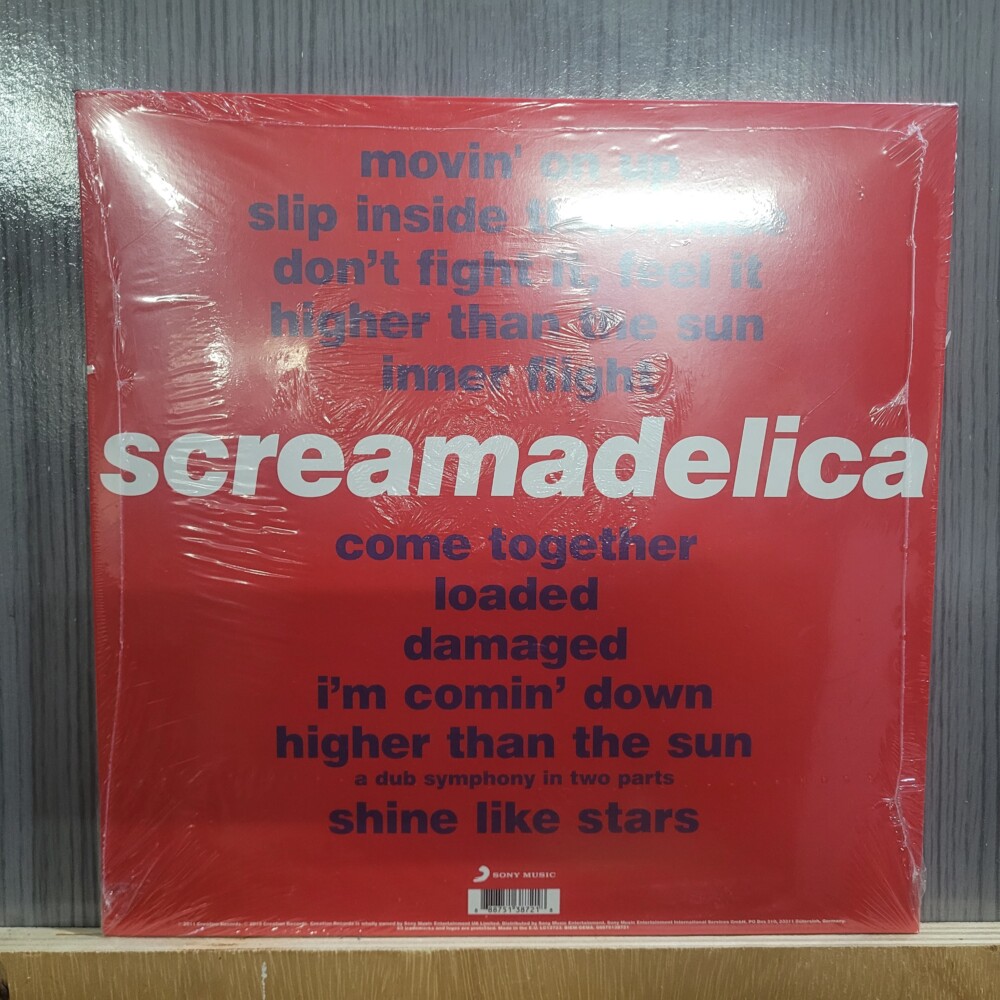 movin' on up
slip inside
don't fight it, feel it
higher than the sun
inner flight
screamadelica
come together
loaded
damaged
i'm comin' down
higher than the sun
a dub symphony in two parts
shine like stars
SONY MUSIC